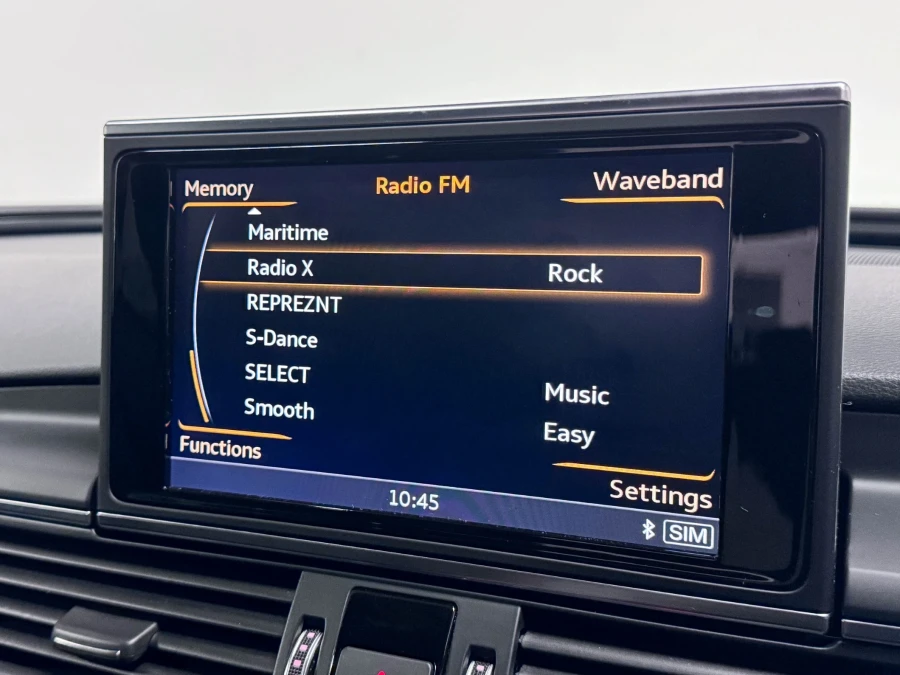 Memory Radio FM Waveband
Maritime
Radio X Rock
REPREZNT
S-Dance
SELECT Music
Smooth Easy
Functions Settings
10:45
SIM